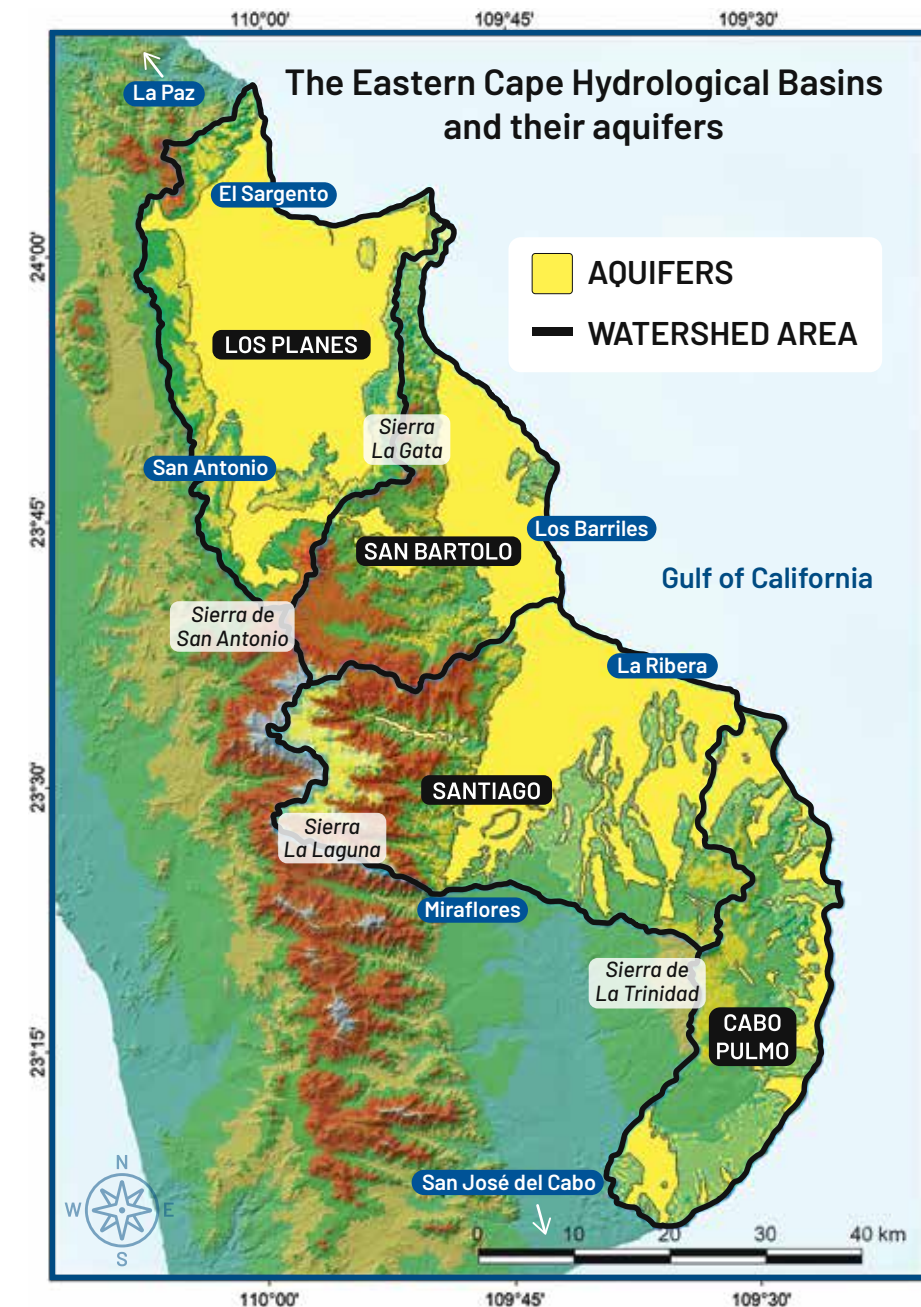 110°00'
109°45'
109°30'
The Eastern Cape Hydrological Basins
and their aquifers
La Paz
El Sargento
24°00'
AQUIFERS
WATERSHED AREA
LOS PLANES
Sierra
La Gata
San Antonio
23°45'
Los Barriles
SAN BARTOLO
Gulf of California
Sierra de
San Antonio
La Ribera
23°30'
SANTIAGO
Sierra
La Laguna
Miraflores
Sierra de
La Trinidad
CABO
PULMO
23°15'
N
W
E
S
San José del Cabo
0 10 20 30 40 km
110°00'
109°45'
109°30'